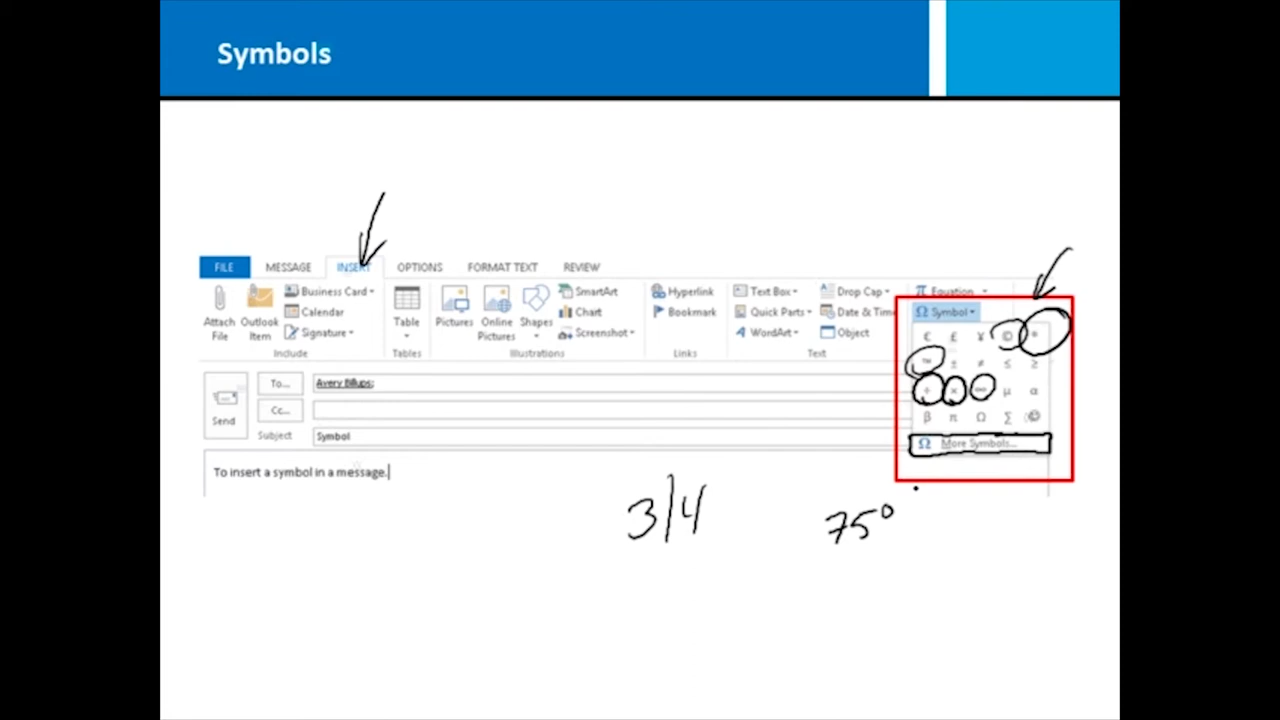 Symbols
FILE MESSAGE INSERT OPTIONS FORMAT TEXT REVIEW
Attach File
Outlook Item
Business Card
Calendar
Signature
Include
Table
Tables
Pictures
Online Pictures
Shapes
SmartArt
Chart
Screenshot
Illustrations
Hyperlink
Bookmark
Links
Text Box
Quick Parts
WordArt
Drop Cap
Date & Time
Object
Text
π Equation
Ω Symbol
€ £ ¥ ©
™ ± ≠ ≤ ≥
÷ × ∞ µ α
β π Ω ∑
Ω More Symbols...
Send
To... Avery Billups;
Cc...
Subject Symbol
To insert a symbol in a message.
3/4 75°